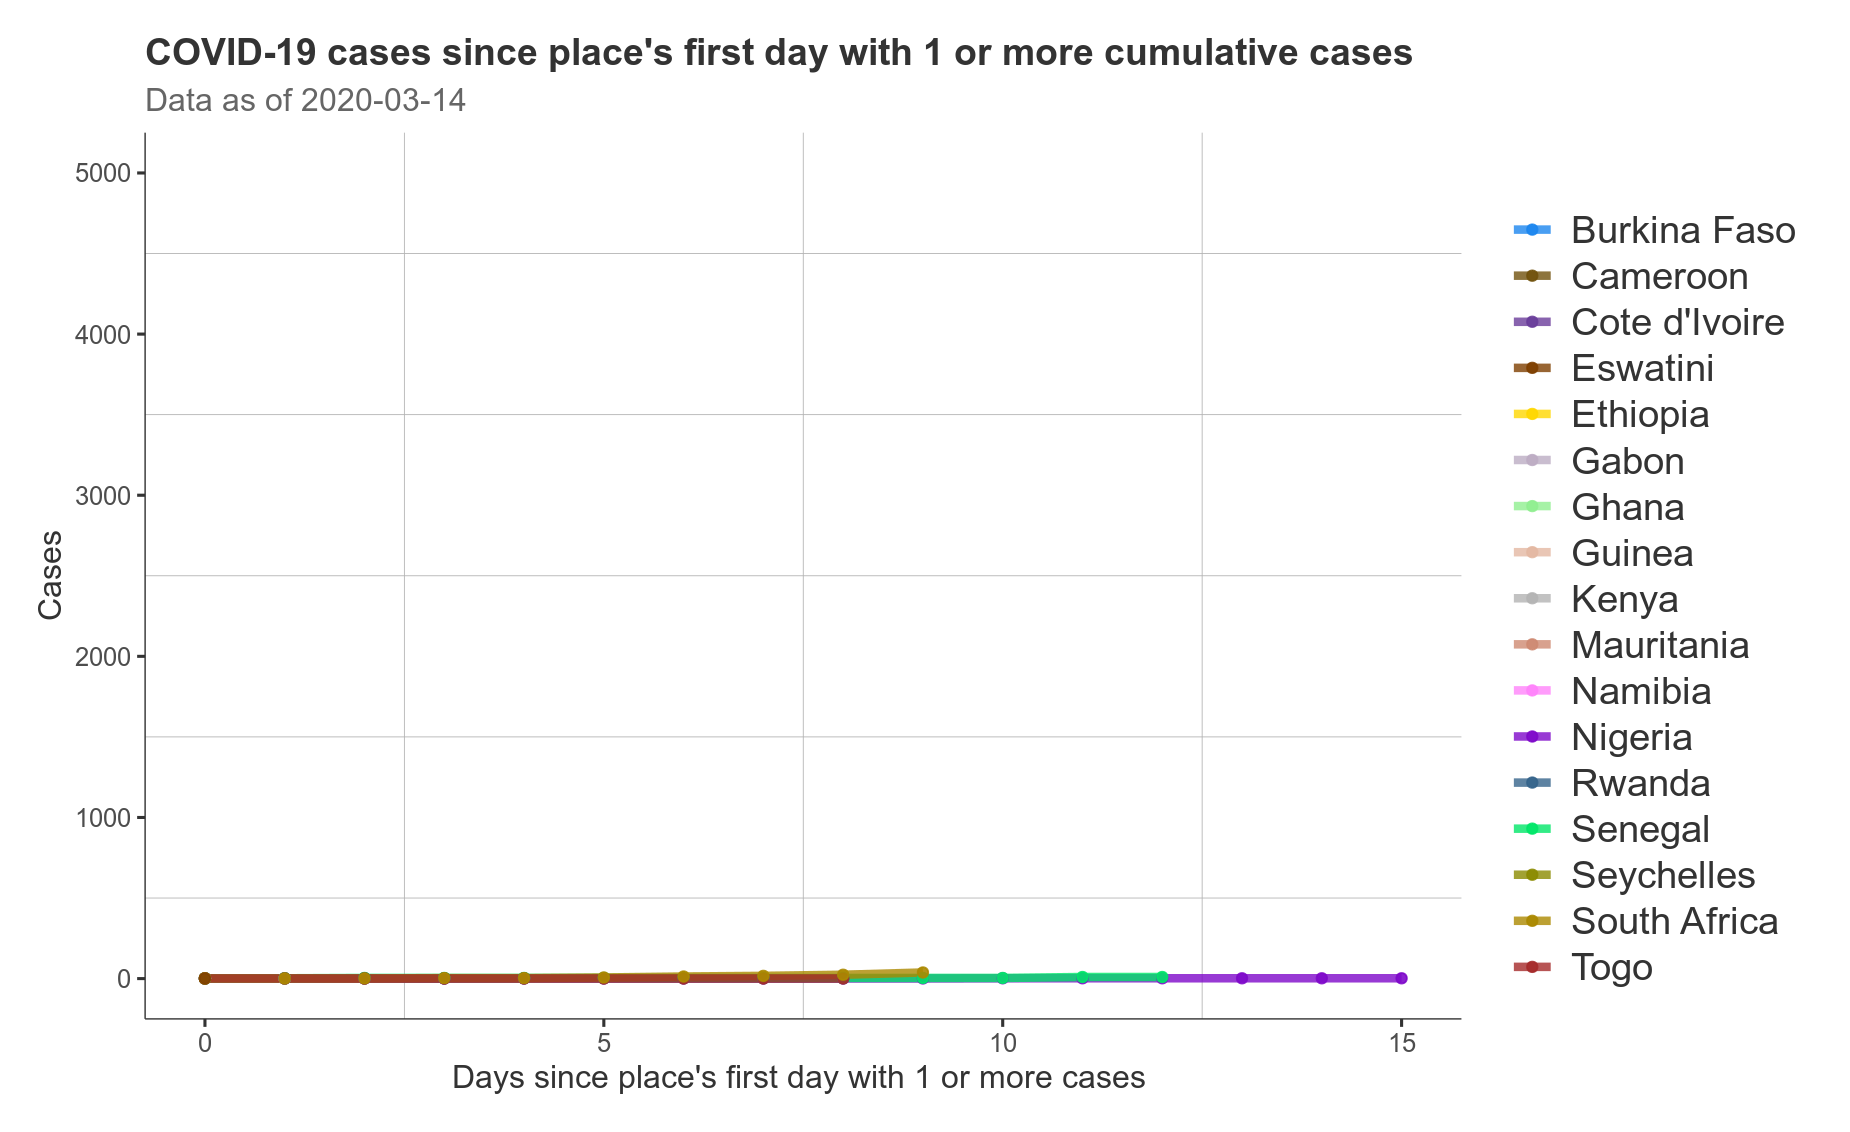 COVID-19 cases since place's first day with 1 or more cumulative cases
Data as of 2020-03-14
5000
4000
3000
2000
1000
0
Cases
0 5 10 15
Days since place's first day with 1 or more cases
Burkina Faso
Cameroon
Cote d'Ivoire
Eswatini
Ethiopia
Gabon
Ghana
Guinea
Kenya
Mauritania
Namibia
Nigeria
Rwanda
Senegal
Seychelles
South Africa
Togo